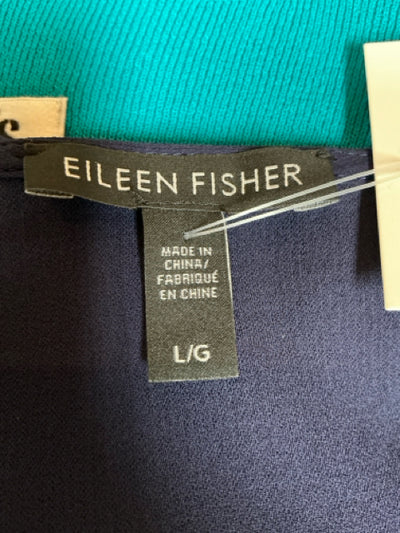 EILEEN FISHER
MADE IN
CHINA/
FABRIQUÉ
EN CHINE
L/G